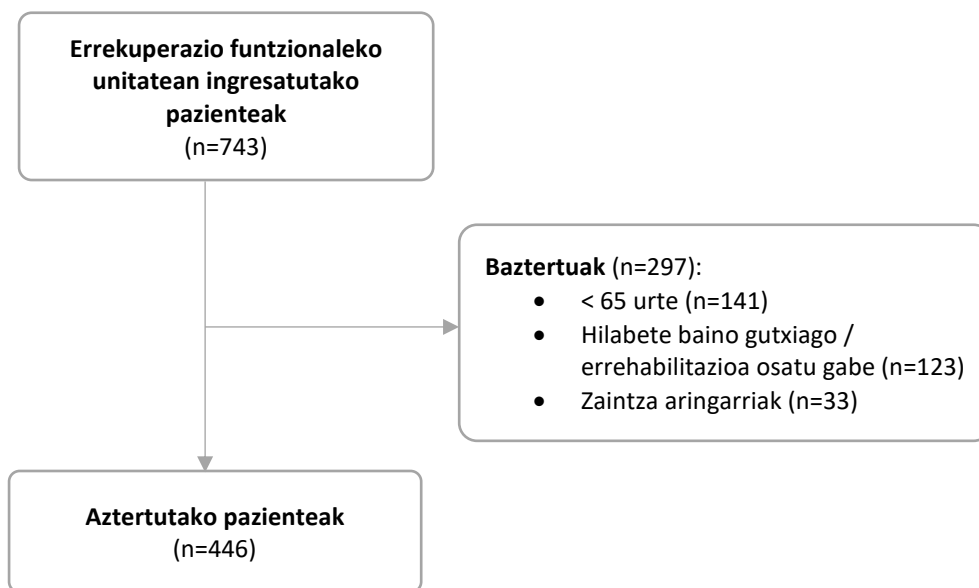 Errekuperazio funtzionaleko
unitatean ingresatutako
pazienteak
(n=743)
Baztertuak (n=297):
• < 65 urte (n=141)
• Hilabete baino gutxiago /
errehabilitazioa osatu gabe (n=123)
• Zaintza aringarriak (n=33)
Aztertutako pazienteak
(n=446)